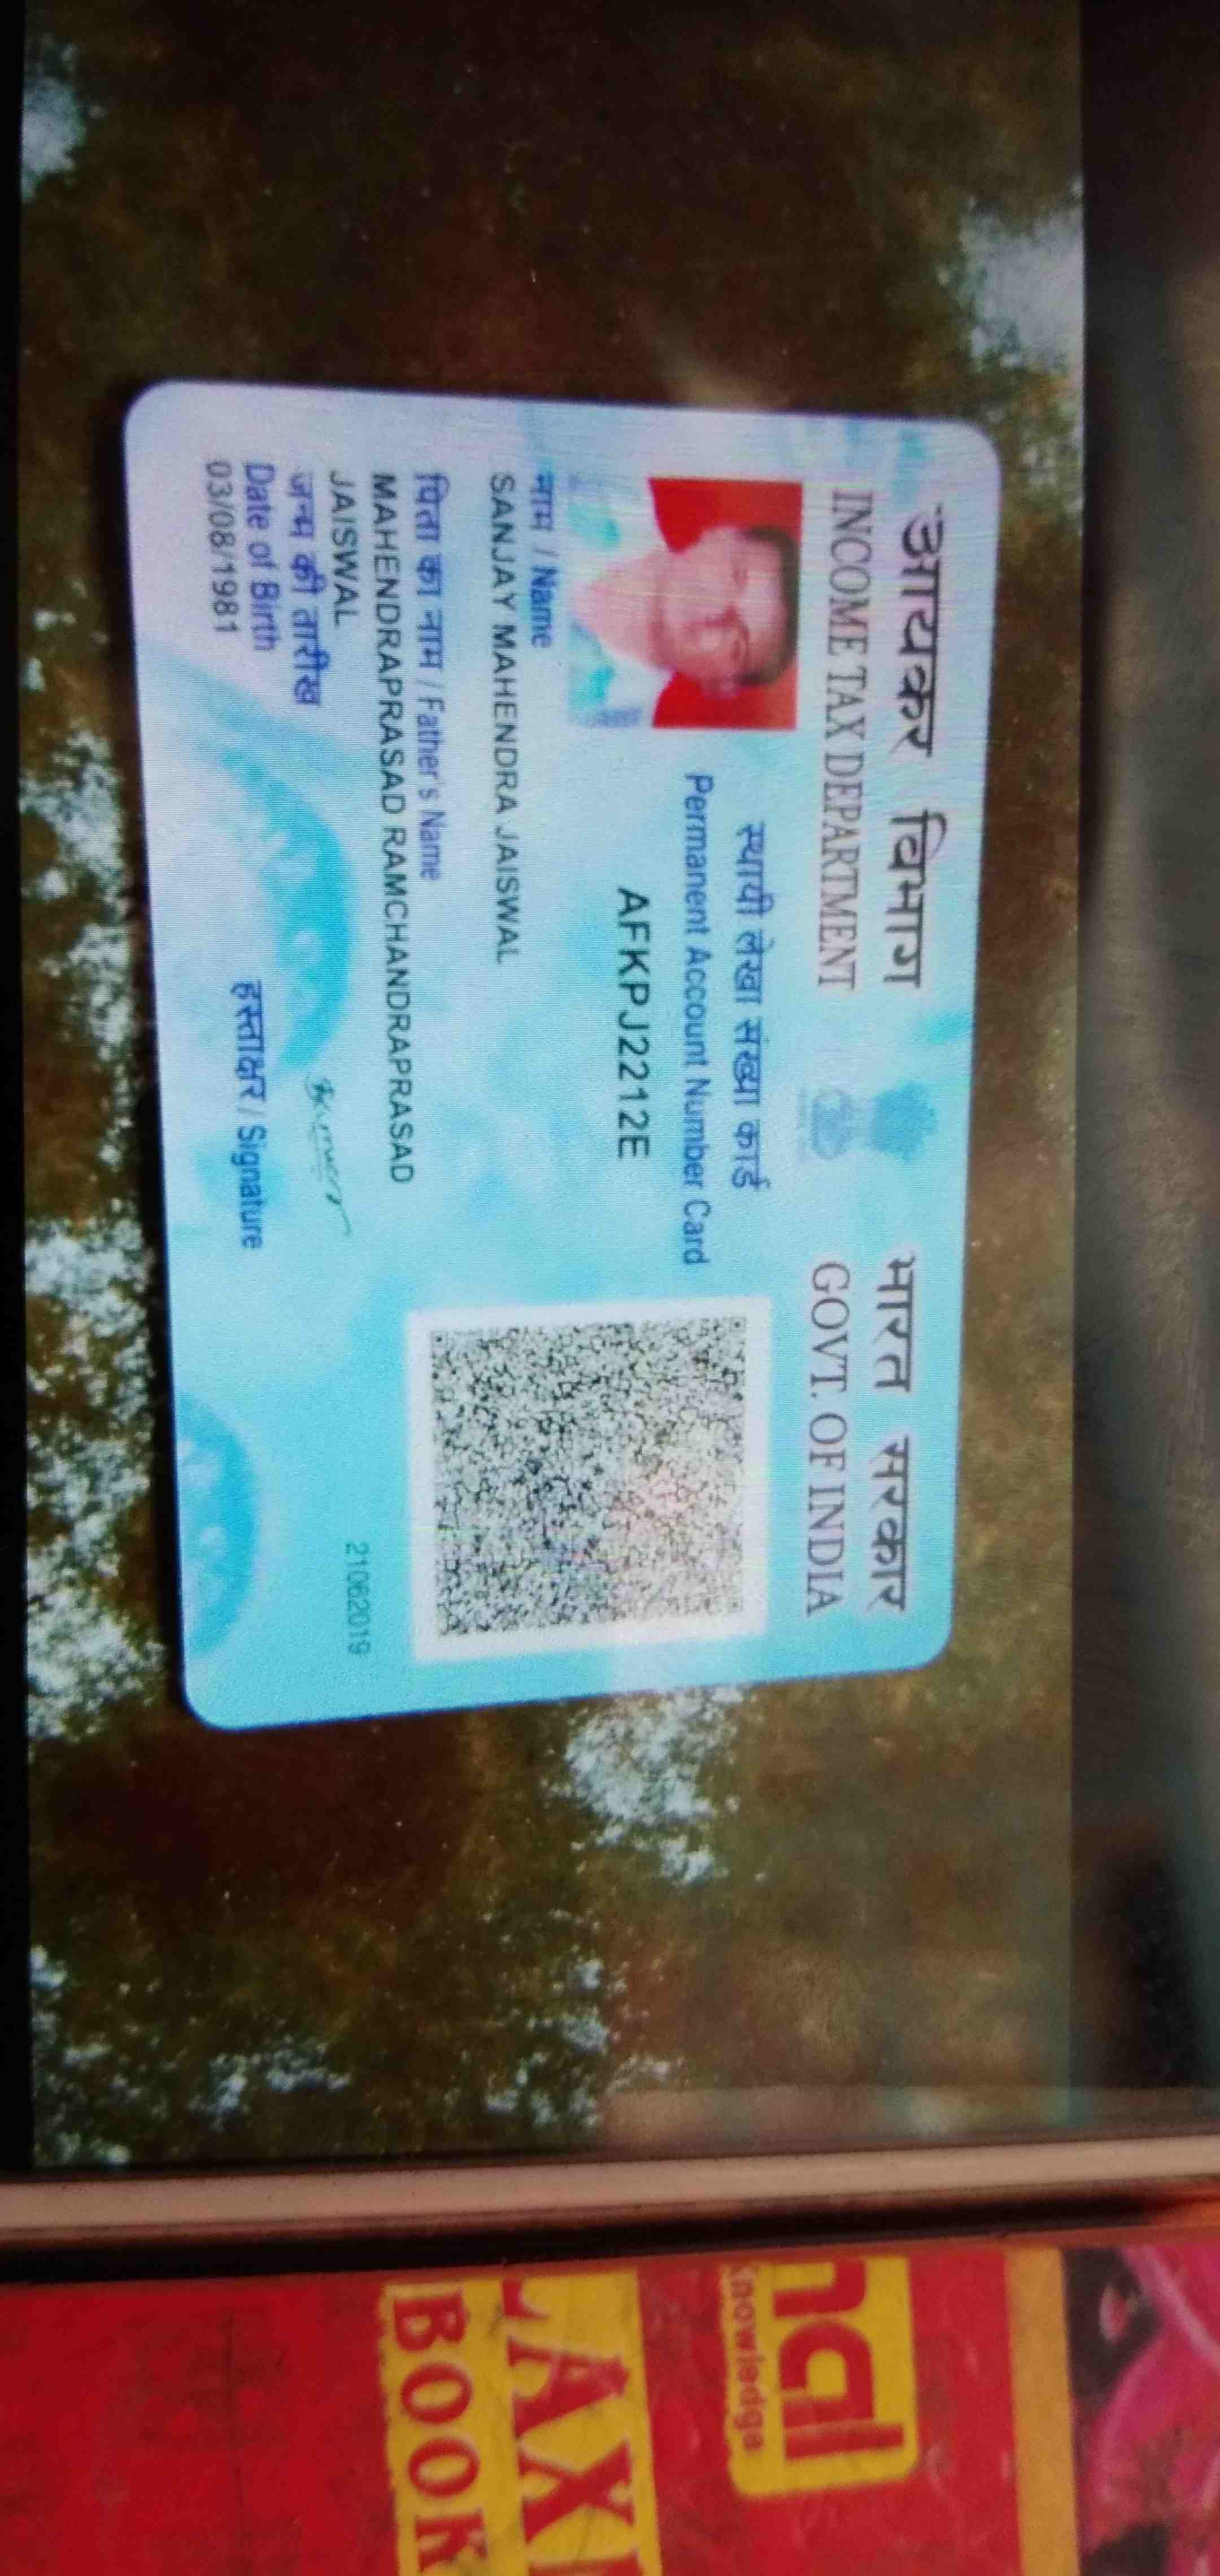 आयकर विभाग
INCOME TAX DEPARTMENT
भारत सरकार
GOVT. OF INDIA
स्थायी लेखा संख्या कार्ड
Permanent Account Number Card
AFKPJ2212E
नाम / Name
SANJAY MAHENDRA JAISWAL
पिता का नाम / Father's Name
MAHENDRAPRASAD RAMCHANDRAPRASAD
JAISWAL
जन्म की तारीख
Date of Birth
03/08/1981
हस्ताक्षर / Signature
21062019
Knowledge
BOOK